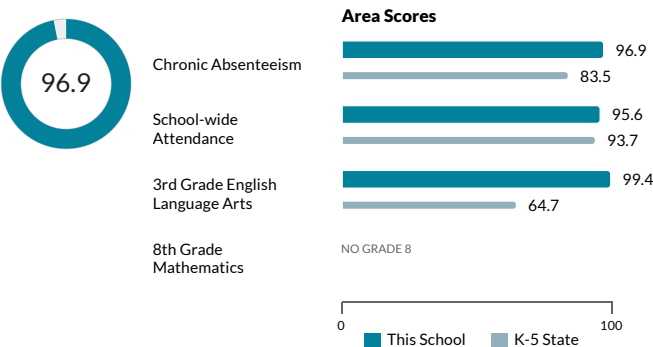 Area Scores
96.9
Chronic Absenteeism
96.9
83.5
School-wide
Attendance
95.6
93.7
3rd Grade English
Language Arts
99.4
64.7
8th Grade
Mathematics
NO GRADE 8
0
100
This School
K-5 State